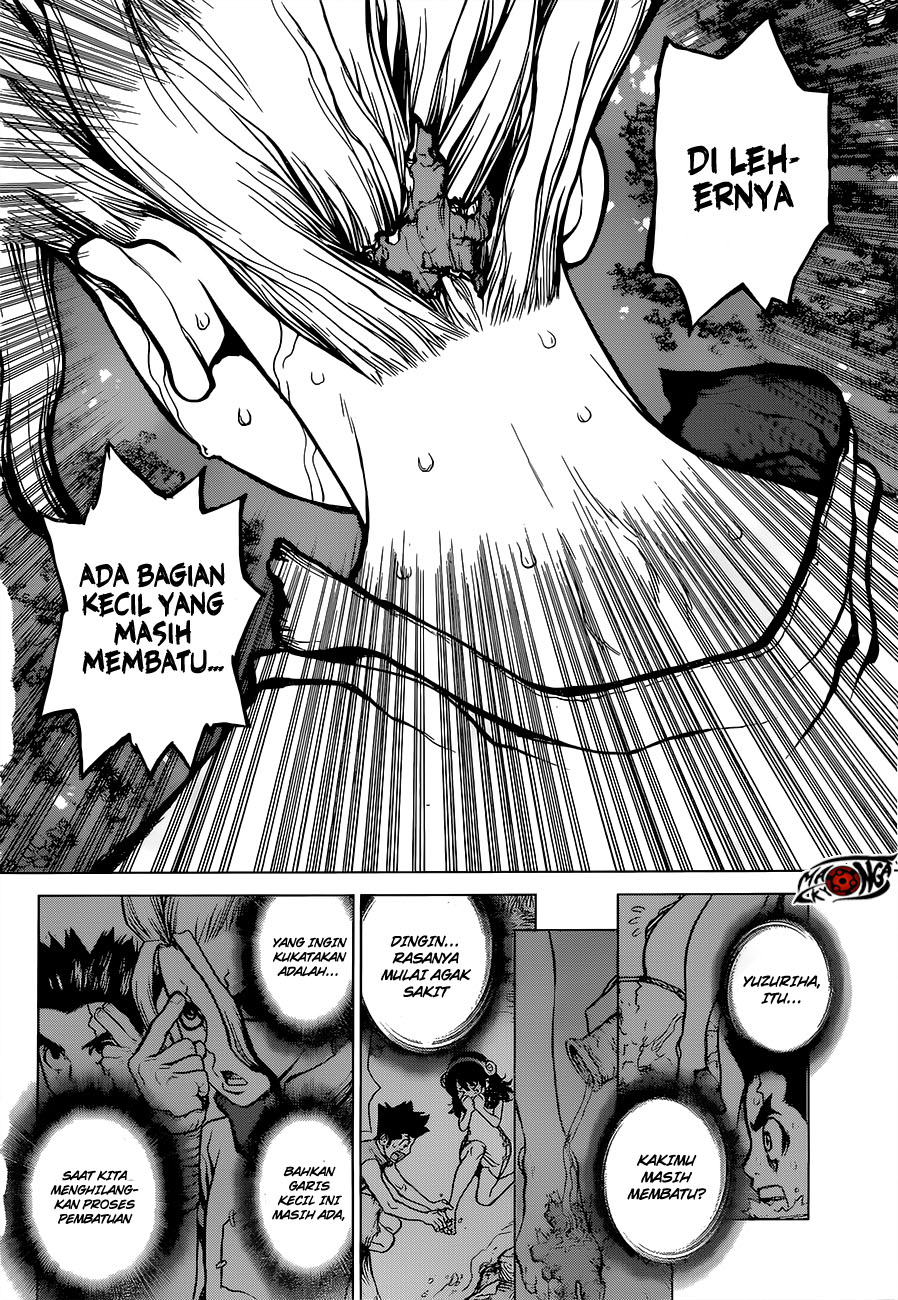 DI LEH-
ERNYA
ADA BAGIAN
KECIL YANG
MASIH
MEMBATU...
YUZURIHA,
ITU...
KAKIMU
MASIH
MEMBATU?
DINGIN...
RASANYA
MULAI AGAK
SAKIT
YANG INGIN
KUKATAKAN
ADALAH...
BAHKAN
GARIS
KECIL INI
MASIH ADA,
SAAT KITA
MENGHILANG-
KAN PROSES
PEMBATUAN